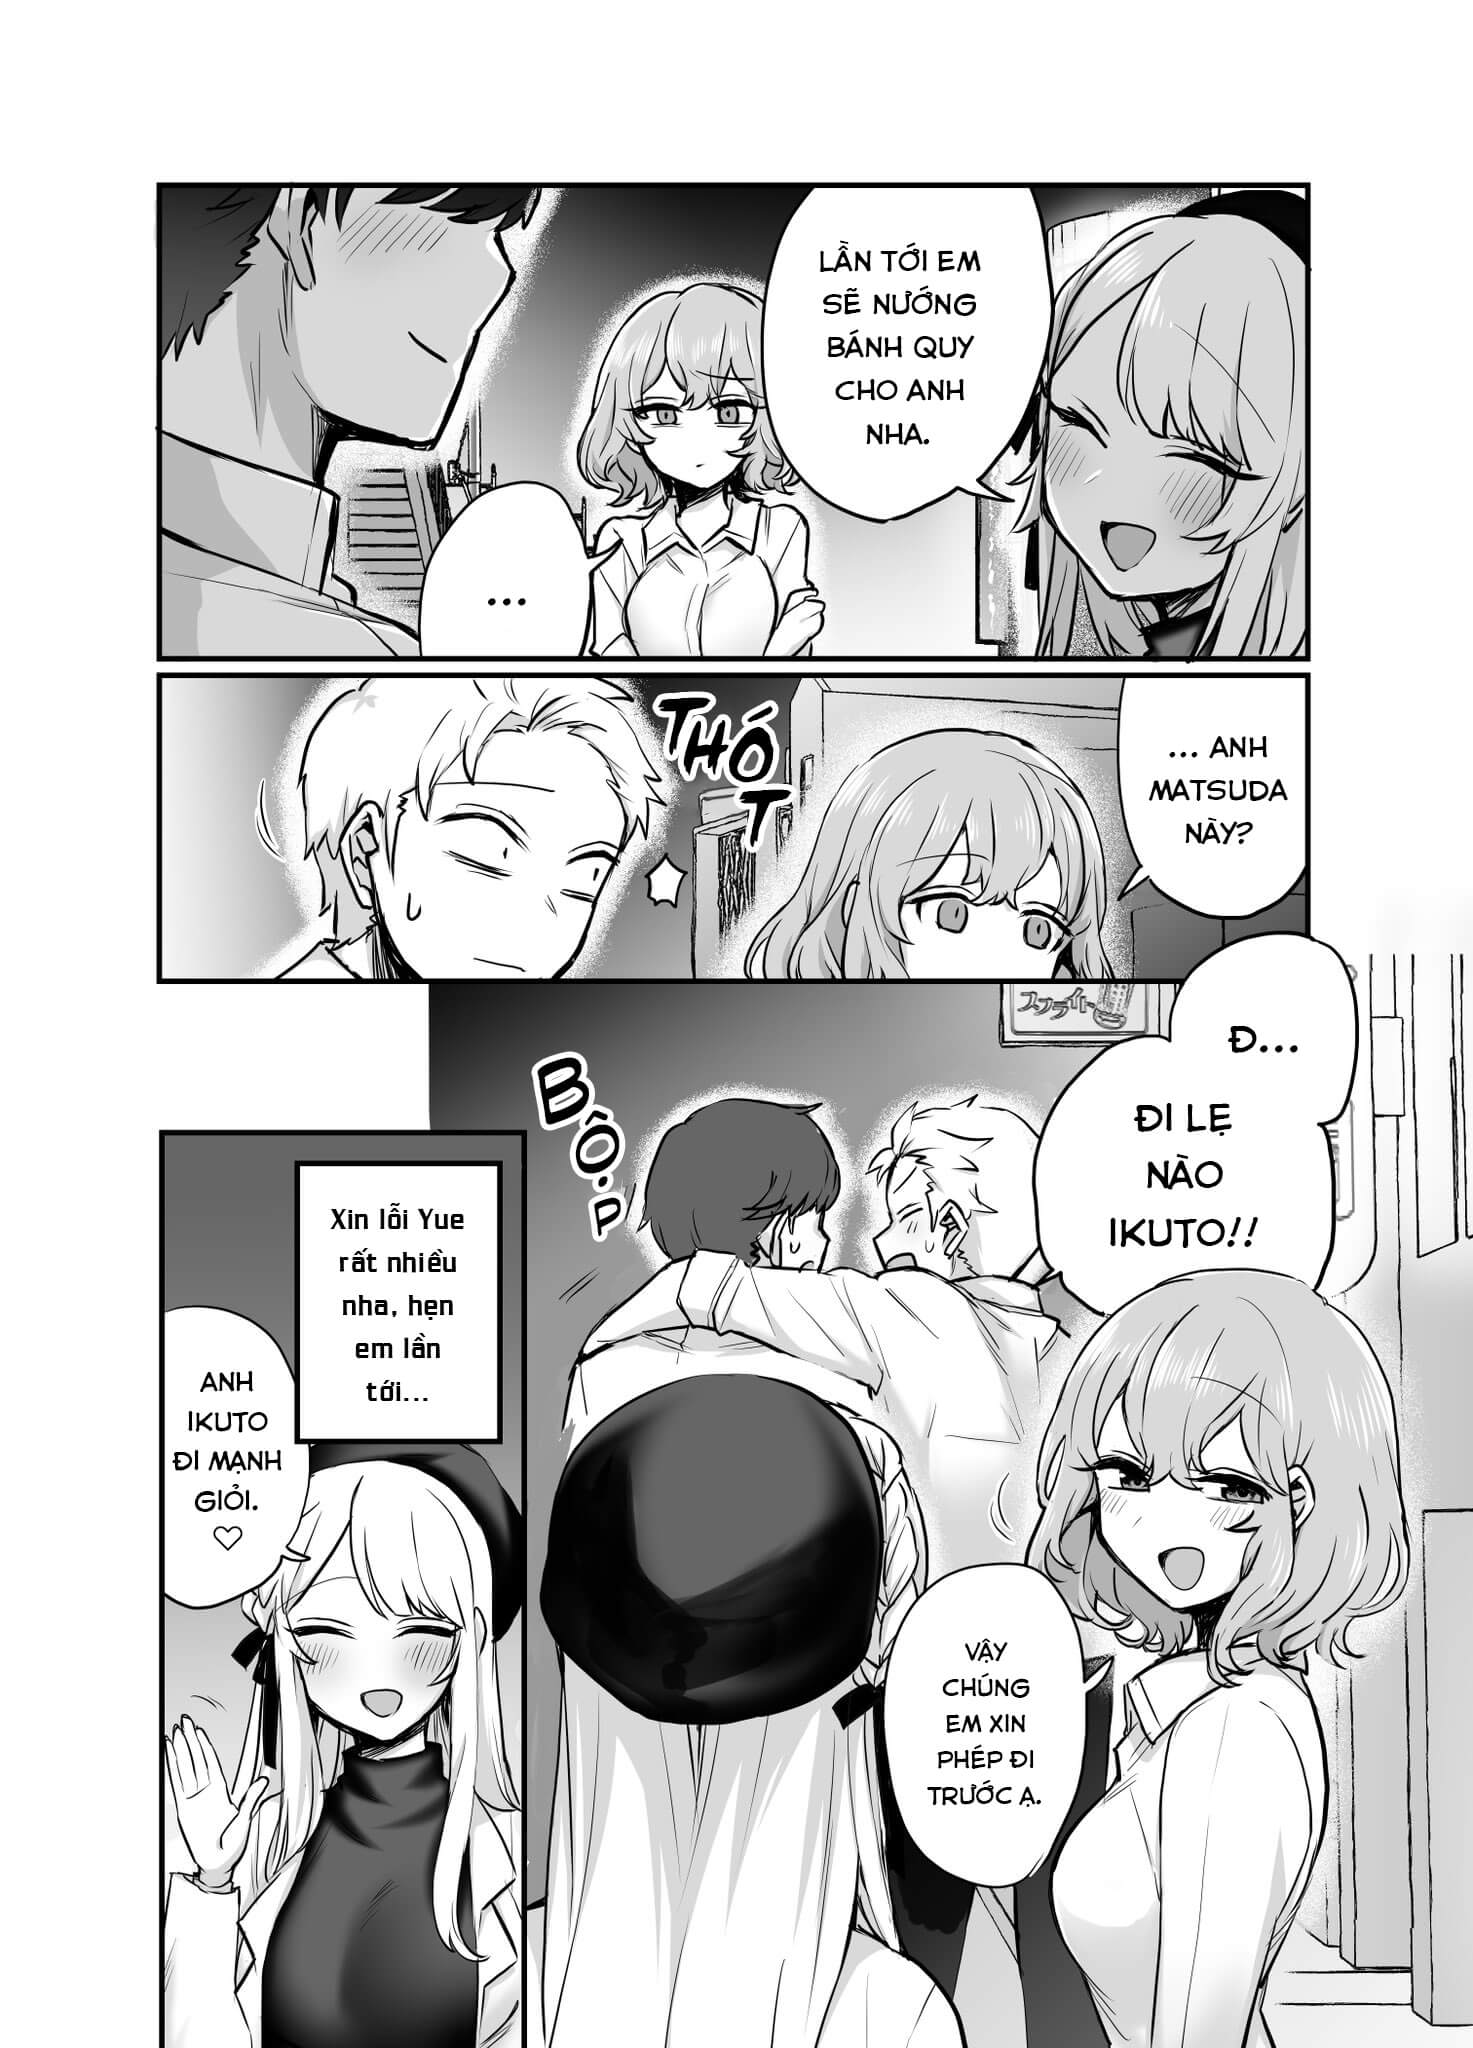 LẦN TỚI EM
SẼ NƯỚNG
BÁNH QUY
CHO ANH
NHA.
...
... ANH
MATSUDA
NÀY?
THÓT
Đ...
ĐI LẸ
NÀO
IKUTO!!
スプライト
BỘP
VẬY
CHÚNG
EM XIN
PHÉP ĐI
TRƯỚC Ạ.
Xin lỗi Yue
rất nhiều
nha, hẹn
em lần
tới...
ANH
IKUTO
ĐI MẠNH
GIỎI.
♡